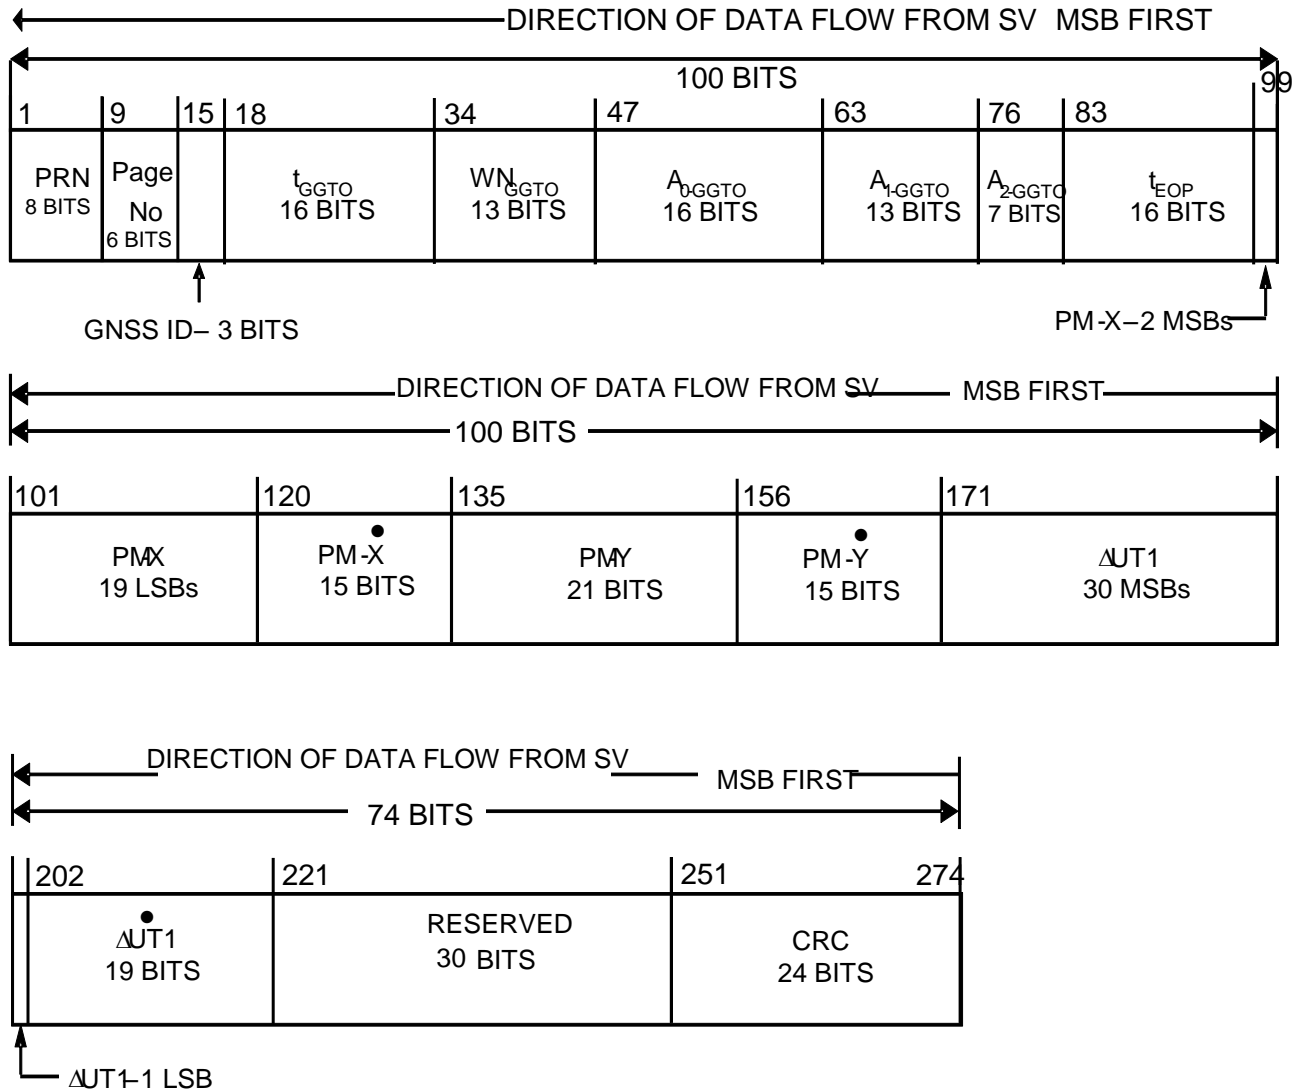 DIRECTION OF DATA FLOW FROM SV MSB FIRST
100 BITS
1 9 15 18 34 47 63 76 83 99
PRN
8 BITS
Page
No
6 BITS
tGGTO
16 BITS
WNGGTO
13 BITS
A0-GGTO
16 BITS
A1-GGTO
13 BITS
A2-GGTO
7 BITS
tEOP
16 BITS
GNSS ID– 3 BITS
PM-X–2 MSBs
DIRECTION OF DATA FLOW FROM SV MSB FIRST
100 BITS
101 120 135 156 171
PM-X
19 LSBs
PM-X
15 BITS
PM-Y
21 BITS
PM-Y
15 BITS
ΔUT1
30 MSBs
DIRECTION OF DATA FLOW FROM SV MSB FIRST
74 BITS
202 221 251 274
ΔUT1
19 BITS
RESERVED
30 BITS
CRC
24 BITS
ΔUT1–1 LSB